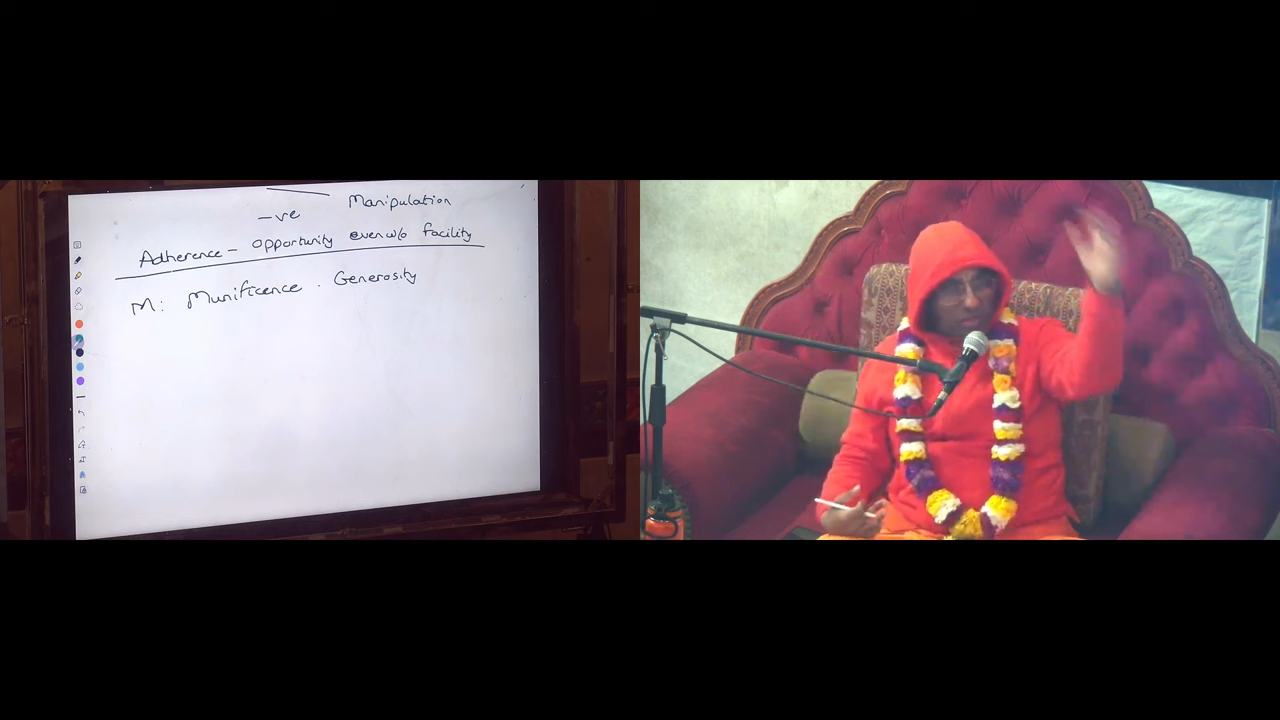 Manipulation
-ve
Adherence - Opportunity even w/o facility
M: Munificence . Generosity